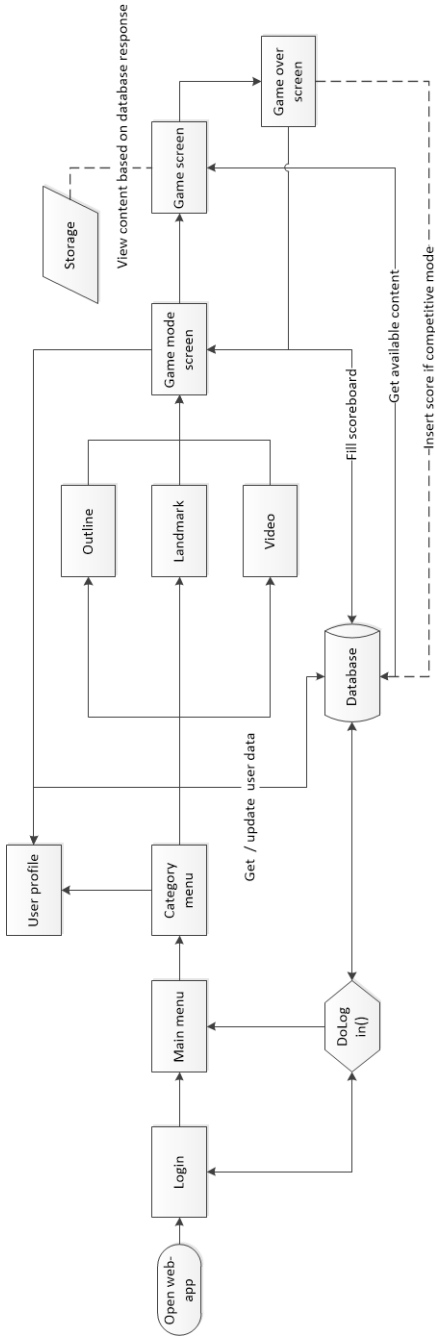 Open web-
app
Login
Main menu
DoLog
in()
Category
menu
User profile
Get / update user data
Outline
Landmark
Video
Database
Game mode
screen
Fill scoreboard
Storage
View content based on database response
Game screen
Get available content
Game over
screen
Insert score if competitive mode